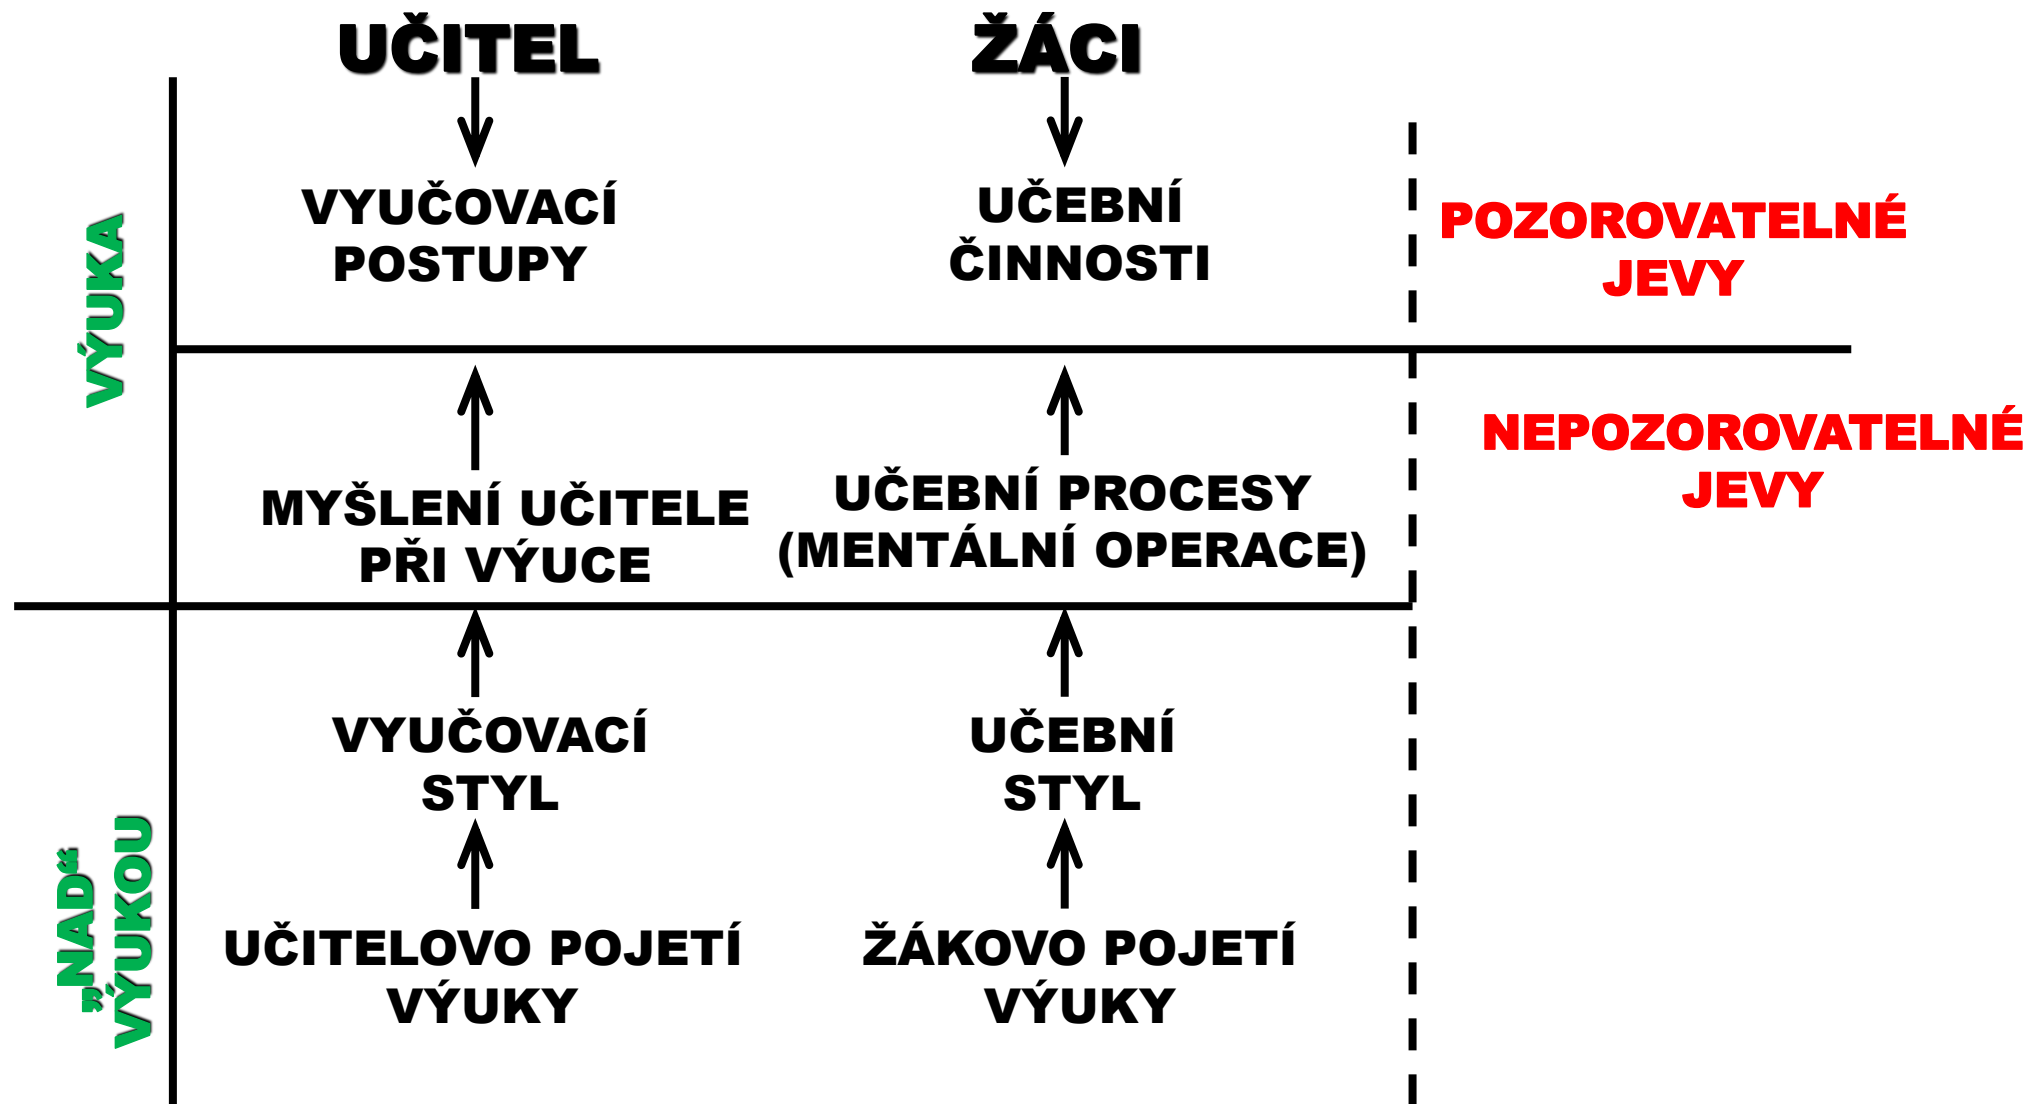 UČITEL
ŽÁCI
VÝUKA
VYUČOVACÍ
POSTUPY
UČEBNÍ
ČINNOSTI
POZOROVATELNÉ
JEVY
MYŠLENÍ UČITELE
PŘI VÝUCE
UČEBNÍ PROCESY
(MENTÁLNÍ OPERACE)
NEPOZOROVATELNÉ
JEVY
„NAD“
VÝUKOU
VYUČOVACÍ
STYL
UČEBNÍ
STYL
UČITELOVO POJETÍ
VÝUKY
ŽÁKOVO POJETÍ
VÝUKY